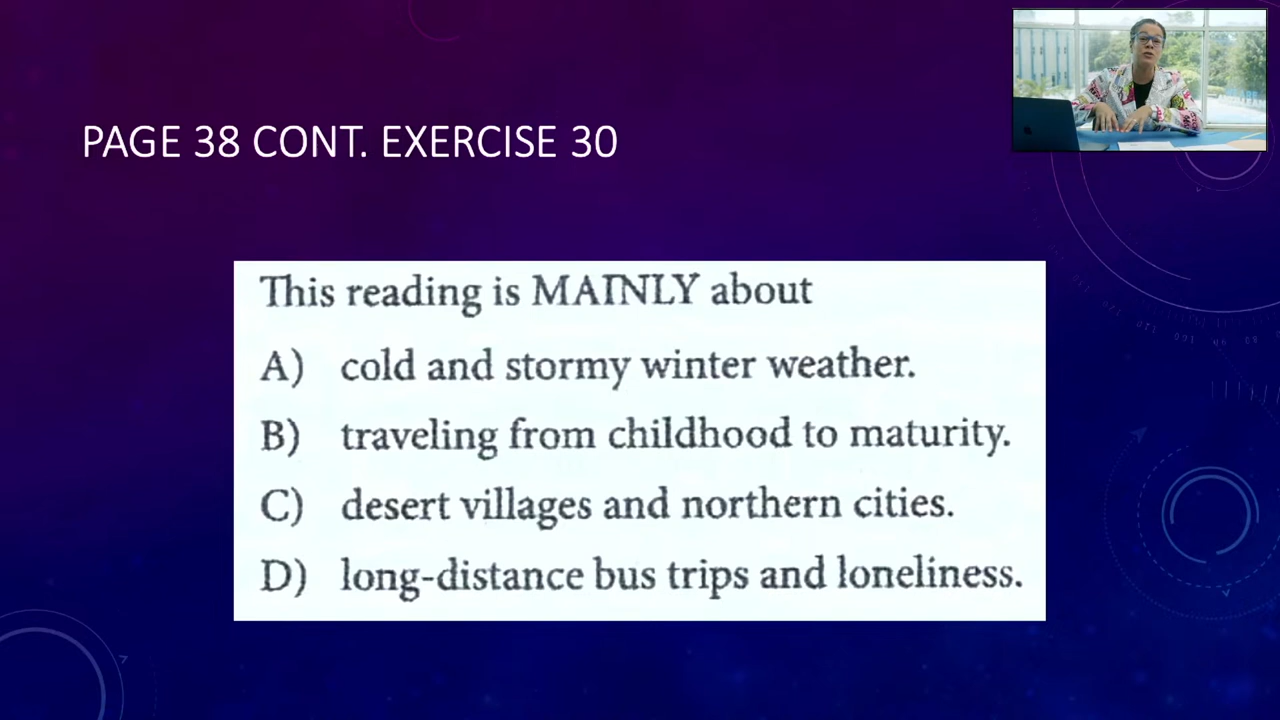 PAGE 38 CONT. EXERCISE 30
This reading is MAINLY about
A) cold and stormy winter weather.
B) traveling from childhood to maturity.
C) desert villages and northern cities.
D) long-distance bus trips and loneliness.